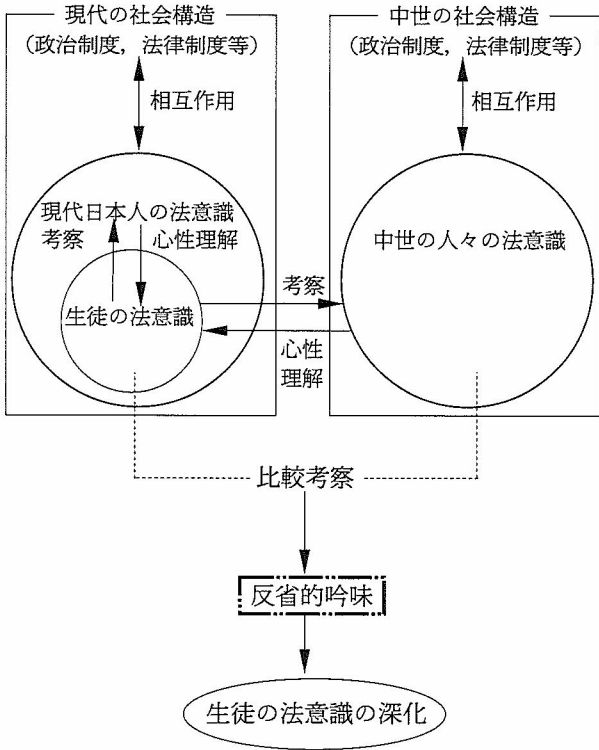 現代の社会構造
（政治制度，法律制度等）
相互作用
現代日本人の法意識
考察
心性理解
生徒の法意識
中世の社会構造
（政治制度，法律制度等）
相互作用
中世の人々の法意識
考察
心性
理解
比較考察
反省的吟味
生徒の法意識の深化